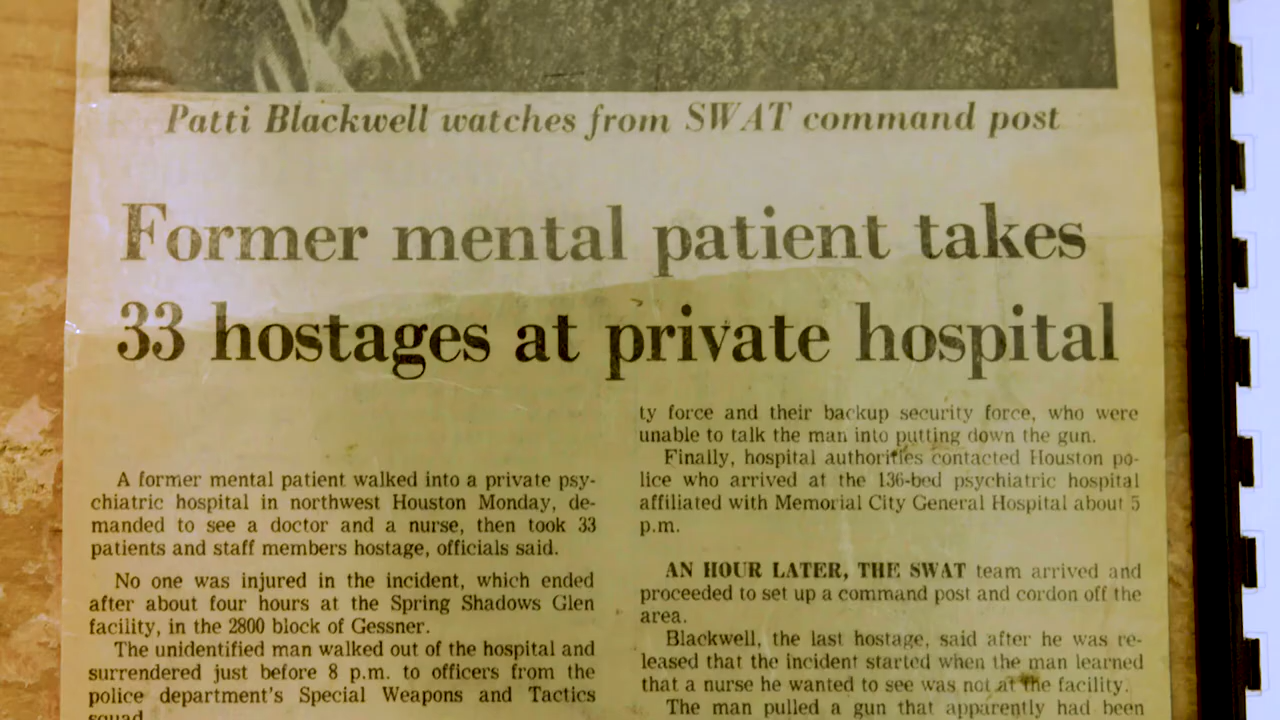 Patti Blackwell watches from SWAT command post
Former mental patient takes
33 hostages at private hospital
A former mental patient walked into a private psy-
chiatric hospital in northwest Houston Monday, de-
manded to see a doctor and a nurse, then took 33
patients and staff members hostage, officials said.
No one was injured in the incident, which ended
after about four hours at the Spring Shadows Glen
facility, in the 2800 block of Gessner.
The unidentified man walked out of the hospital and
surrendered just before 8 p.m. to officers from the
police department's Special Weapons and Tactics
squad.
ty force and their backup security force, who were
unable to talk the man into putting down the gun.
Finally, hospital authorities contacted Houston po-
lice who arrived at the 136-bed psychiatric hospital
affiliated with Memorial City General Hospital about 5
p.m.
AN HOUR LATER, THE SWAT team arrived and
proceeded to set up a command post and cordon off the
area.
Blackwell, the last hostage, said after he was re-
leased that the incident started when the man learned
that a nurse he wanted to see was not at the facility.
The man pulled a gun that apparently had been